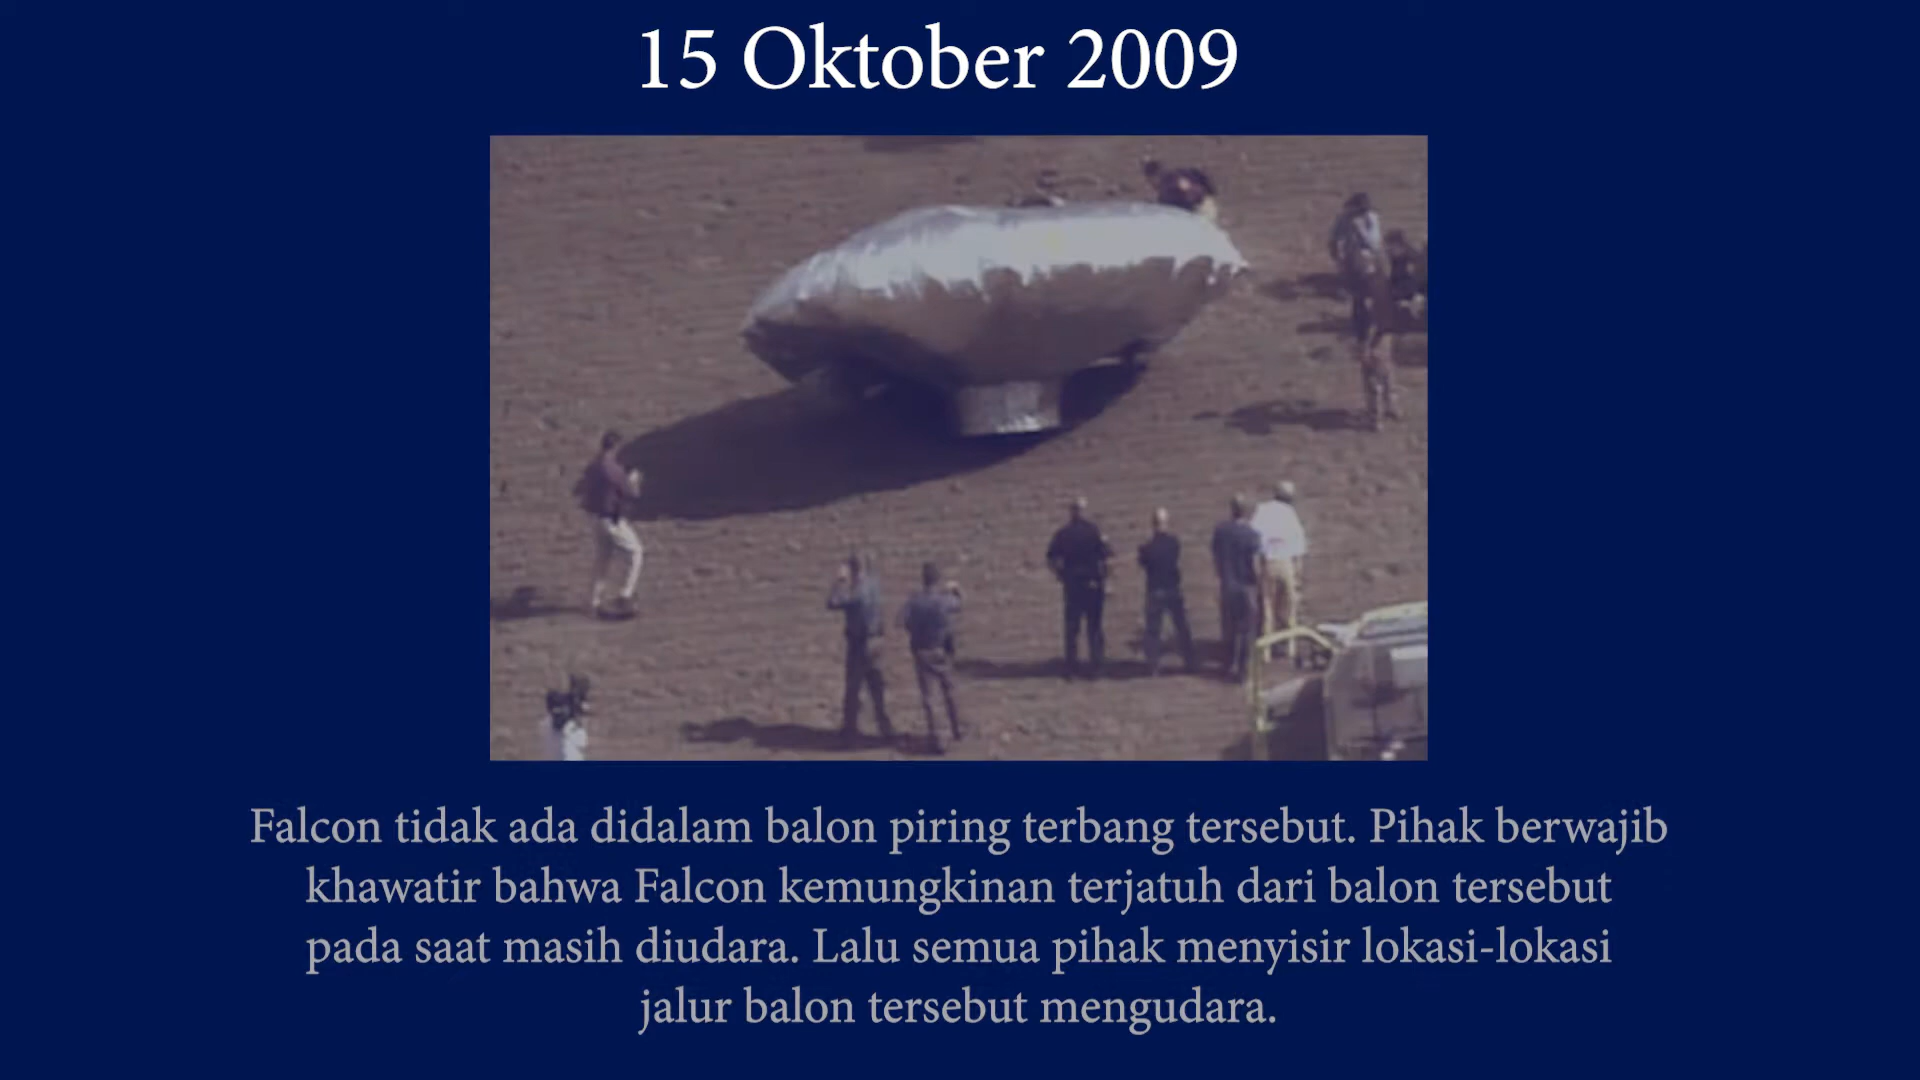 15 Oktober 2009
Falcon tidak ada didalam balon piring terbang tersebut. Pihak berwajib
khawatir bahwa Falcon kemungkinan terjatuh dari balon tersebut
pada saat masih diudara. Lalu semua pihak menyisir lokasi-lokasi
jalur balon tersebut mengudara.